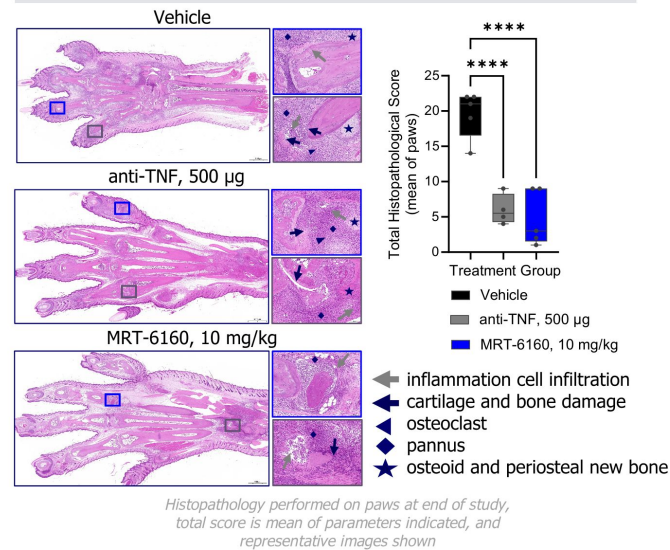 Vehicle
anti-TNF, 500 µg
MRT-6160, 10 mg/kg
****
****
Total Histopathological Score
(mean of paws)
25
20
15
10
5
0
Treatment Group
Vehicle
anti-TNF, 500 µg
MRT-6160, 10 mg/kg
inflammation cell infiltration
cartilage and bone damage
osteoclast
pannus
osteoid and periosteal new bone
Histopathology performed on paws at end of study,
total score is mean of parameters indicated, and
representative images shown